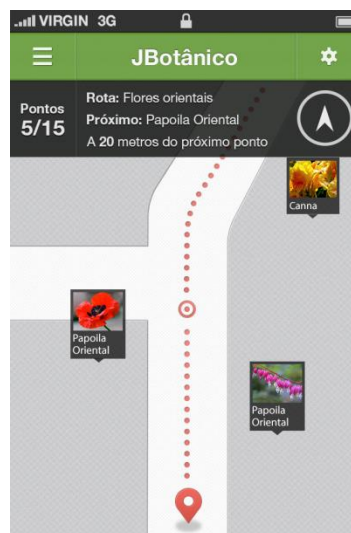 VIRGIN 3G
JBotânico
Pontos
5/15
Rota: Flores orientais
Próximo: Papoila Oriental
A 20 metros do próximo ponto
Canna
Papoila
Oriental
Papoila
Oriental